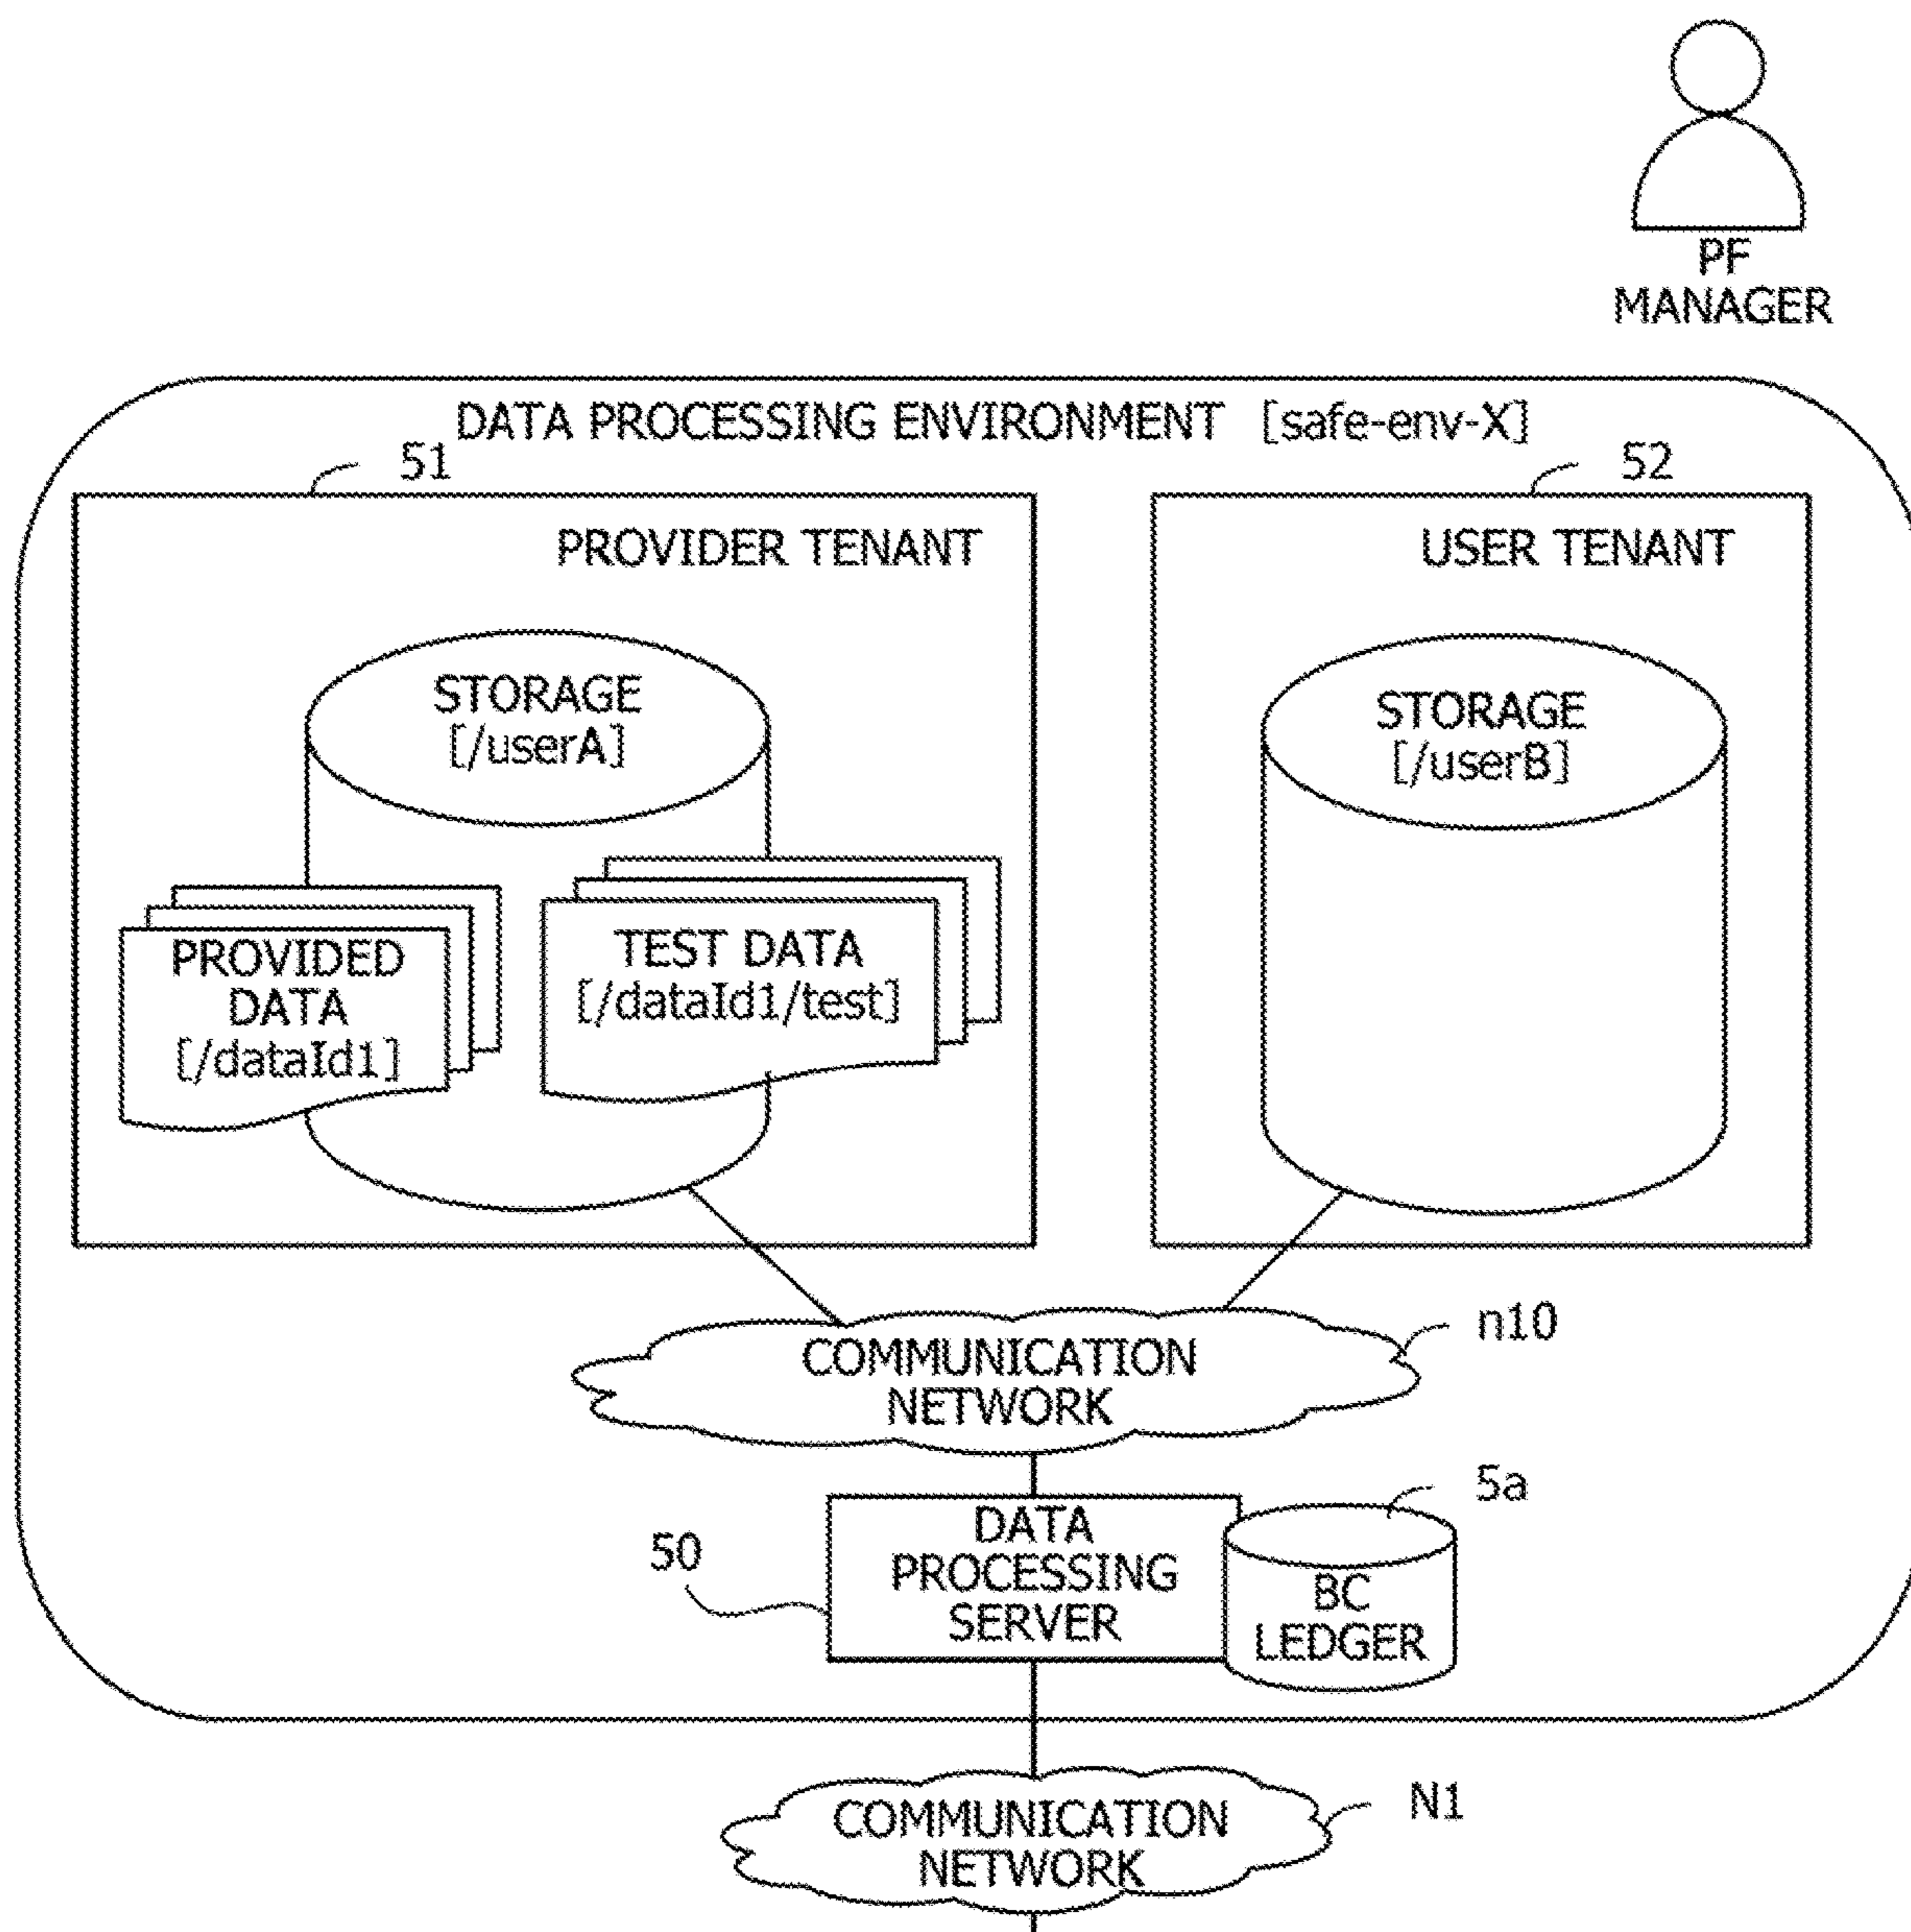 PF
MANAGER
DATA PROCESSING ENVIRONMENT [safe-env-X]
51
52
PROVIDER TENANT
USER TENANT
STORAGE
[/userA]
STORAGE
[/userB]
PROVIDED
DATA
[/dataId1]
TEST DATA
[/dataId1/test]
COMMUNICATION
NETWORK
n10
50
DATA
PROCESSING
SERVER
5a
BC
LEDGER
COMMUNICATION
NETWORK
N1